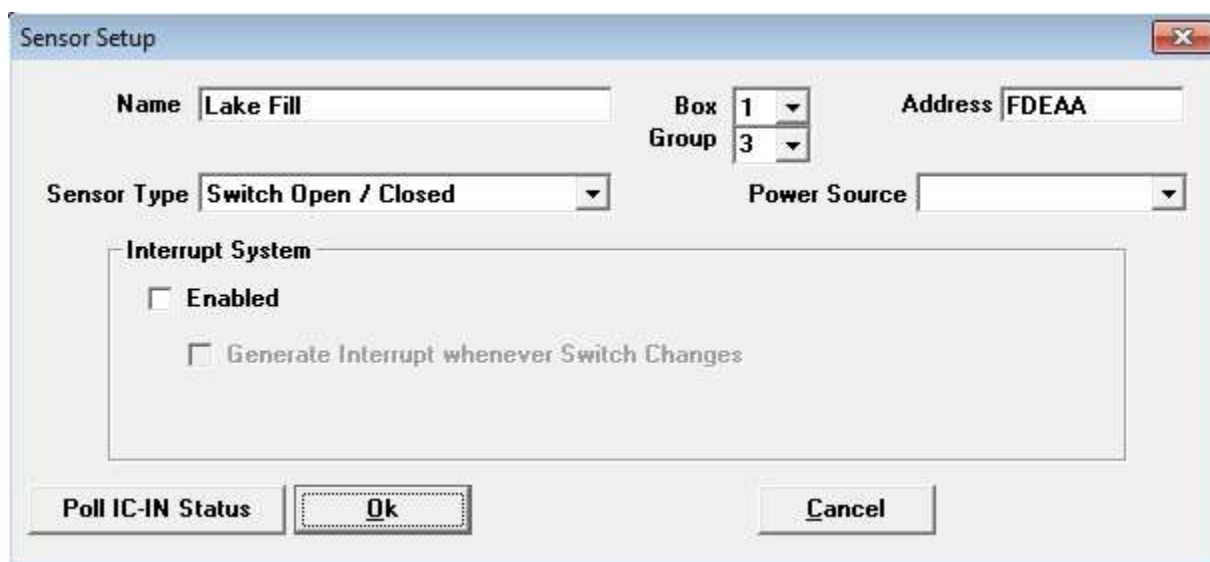 Sensor Setup
Name Lake Fill Box 1 Address FDEAA
Group 3
Sensor Type Switch Open / Closed Power Source
Interrupt System
Enabled
Generate Interrupt whenever Switch Changes
Poll IC-IN Status Ok Cancel